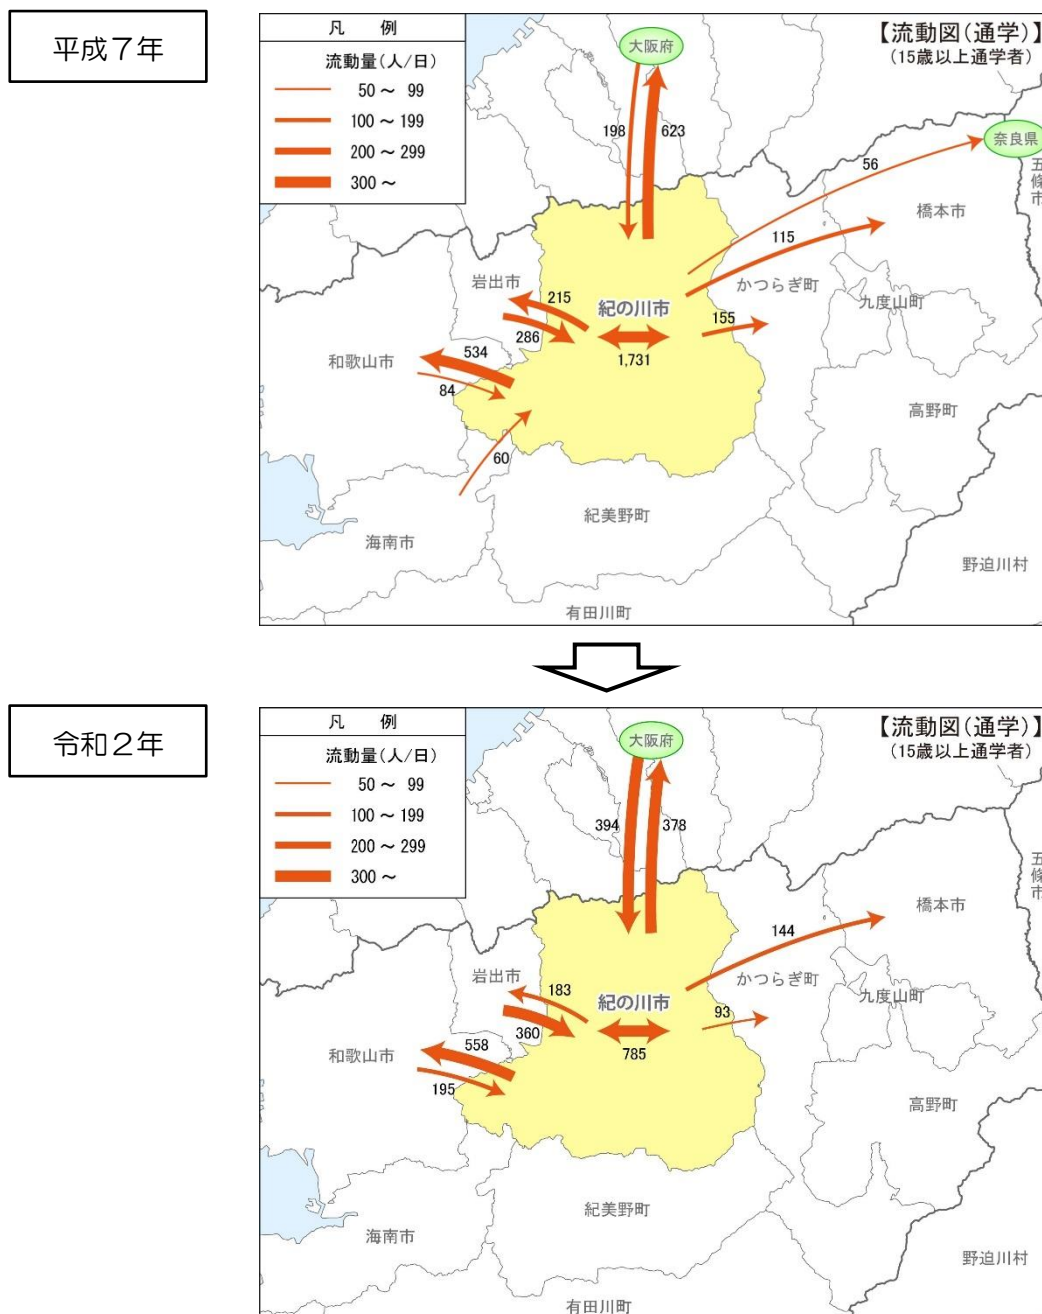 平成7年
凡　例
流動量(人/日)
50 ～ 99
100 ～ 199
200 ～ 299
300 ～
【流動図(通学)】
(15歳以上通学者)
大阪府
198
623
奈良県
56
五條市
橋本市
115
岩出市
かつらぎ町
九度山町
215
紀の川市
155
286
534
和歌山市
1,731
84
高野町
60
紀美野町
海南市
野迫川村
有田川町
令和2年
凡　例
流動量(人/日)
50 ～ 99
100 ～ 199
200 ～ 299
300 ～
【流動図(通学)】
(15歳以上通学者)
大阪府
394
378
五條市
橋本市
144
岩出市
かつらぎ町
183
九度山町
紀の川市
93
360
558
和歌山市
785
195
高野町
紀美野町
海南市
野迫川村
有田川町